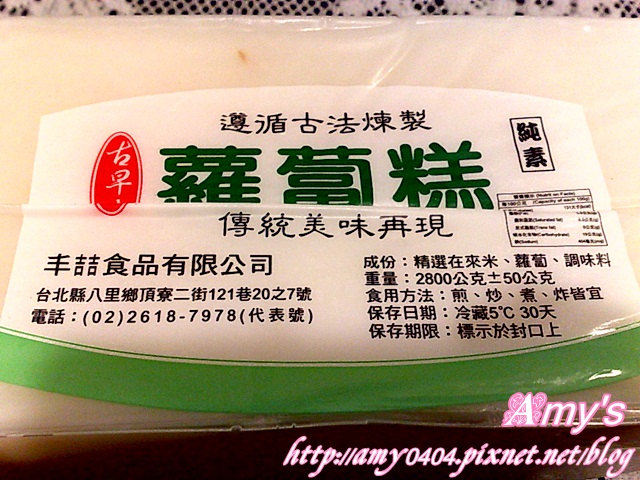 遵循古法煉製
純素
古早
蘿蔔糕
傳統美味再現
丰喆食品有限公司
台北縣八里鄉頂寮二街121巷20之7號
電話：(02)2618-7978(代表號)
成份：精選在來米、蘿蔔、調味料
重量：2800公克±50公克
食用方法：煎、炒、煮、炸皆宜
保存日期：冷藏5℃ 30天
保存期限：標示於封口上
Amy's
http://amy0404.pixnet.net/blog